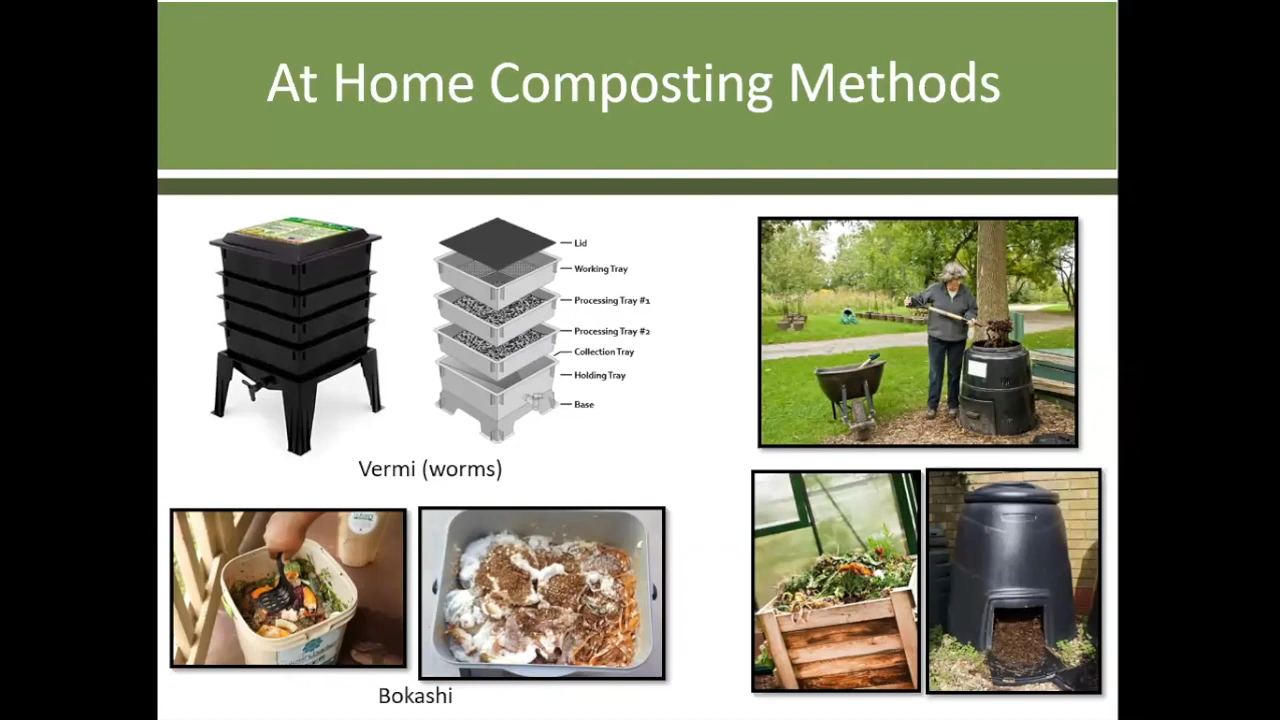 At Home Composting Methods
Lid
Working Tray
Processing Tray #1
Processing Tray #2
Collection Tray
Holding Tray
Base
Vermi (worms)
Bokashi